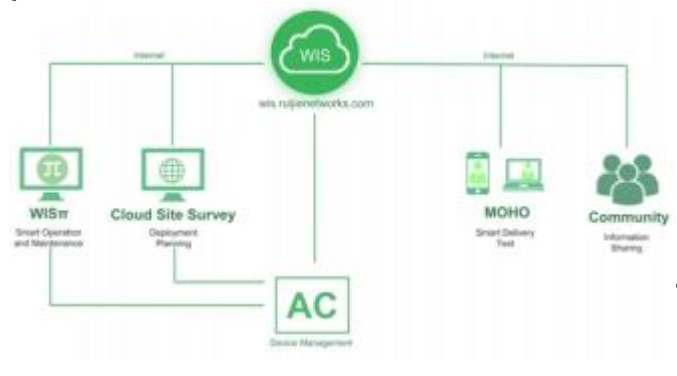 WIS
Internet
Internet
wis.ruijienetworks.com
π
WISπ
Smart Operation
and Maintenance
Cloud Site Survey
Deployment
Planning
MOHO
Smart Delivery
Test
Community
Information
Sharing
AC
Device Management